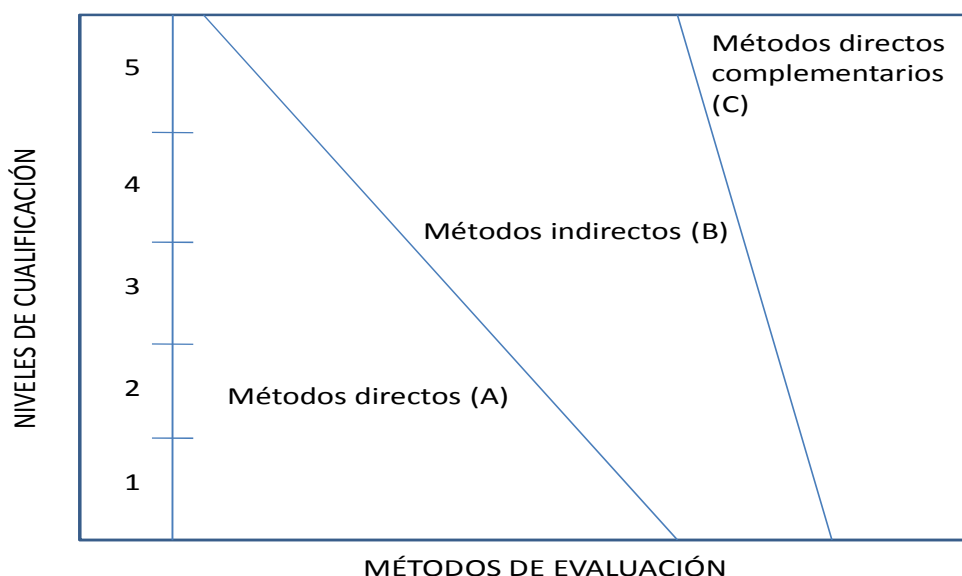 Métodos directos
complementarios
(C)
5
4
Métodos indirectos (B)
3
Métodos directos (A)
2
1
NIVELES DE CUALIFICACIÓN
MÉTODOS DE EVALUACIÓN